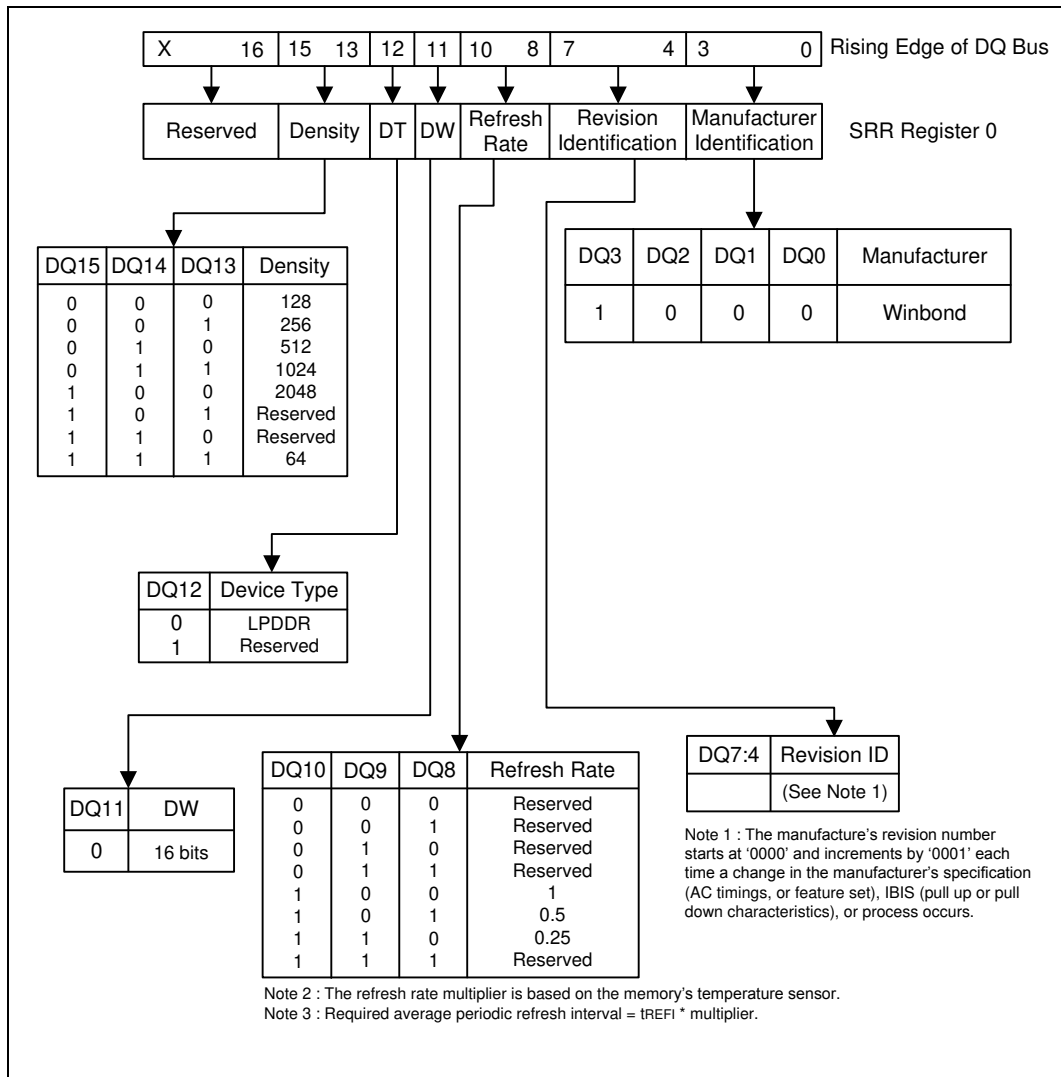 X 16 15 13 12 11 10 8 7 4 3 0 Rising Edge of DQ Bus
Reserved Density DT DW Refresh Rate Revision Identification Manufacturer Identification SRR Register 0
DQ15 DQ14 DQ13 Density
0 0 0 128
0 0 1 256
0 1 0 512
0 1 1 1024
1 0 0 2048
1 0 1 Reserved
1 1 0 Reserved
1 1 1 64
DQ3 DQ2 DQ1 DQ0 Manufacturer
1 0 0 0 Winbond
DQ12 Device Type
0 LPDDR
1 Reserved
DQ11 DW
0 16 bits
DQ10 DQ9 DQ8 Refresh Rate
0 0 0 Reserved
0 0 1 Reserved
0 1 0 Reserved
0 1 1 Reserved
1 0 0 1
1 0 1 0.5
1 1 0 0.25
1 1 1 Reserved
DQ7:4 Revision ID
(See Note 1)
Note 1 : The manufacture's revision number
starts at '0000' and increments by '0001' each
time a change in the manufacturer's specification
(AC timings, or feature set), IBIS (pull up or pull
down characteristics), or process occurs.
Note 2 : The refresh rate multiplier is based on the memory's temperature sensor.
Note 3 : Required average periodic refresh interval = tREFI * multiplier.